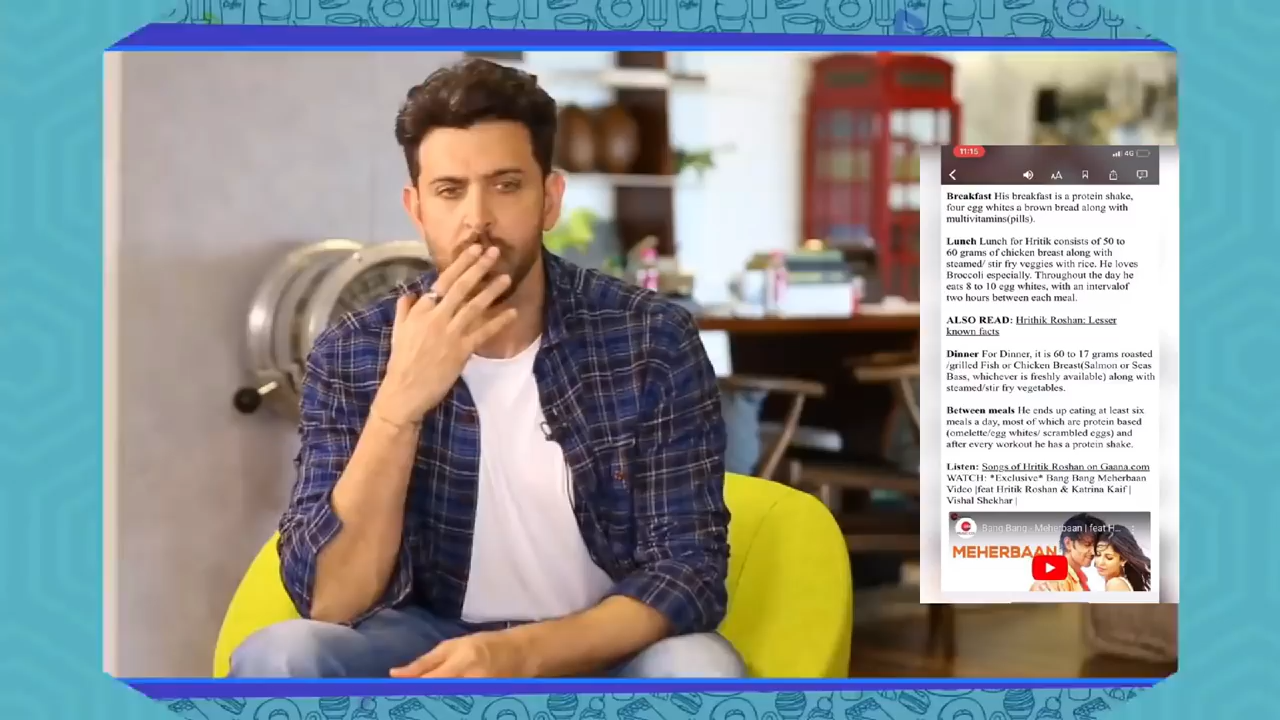 11:15
4G
AA
Breakfast His breakfast is a protein shake,
four egg whites a brown bread along with
multivitamins(pills).
Lunch Lunch for Hritik consists of 50 to
60 grams of chicken breast along with
steamed/ stir fry veggies with rice. He loves
Broccoli especially. Throughout the day he
eats 8 to 10 egg whites, with an intervalof
two hours between each meal.
ALSO READ: Hrithik Roshan: Lesser
known facts
Dinner For Dinner, it is 60 to 17 grams roasted
/grilled Fish or Chicken Breast(Salmon or Seas
Bass, whichever is freshly available) along with
steamed/stir fry vegetables.
Between meals He ends up eating at least six
meals a day, most of which are protein based
(omelette/egg whites/ scrambled eggs) and
after every workout he has a protein shake.
Listen: Songs of Hritik Roshan on Gaana.com
WATCH: *Exclusive* Bang Bang Meherbaan
Video |feat Hritik Roshan & Katrina Kaif |
Vishal Shekhar |
Bang Bang - Meherbaan | feat H...
MEHERBAAN